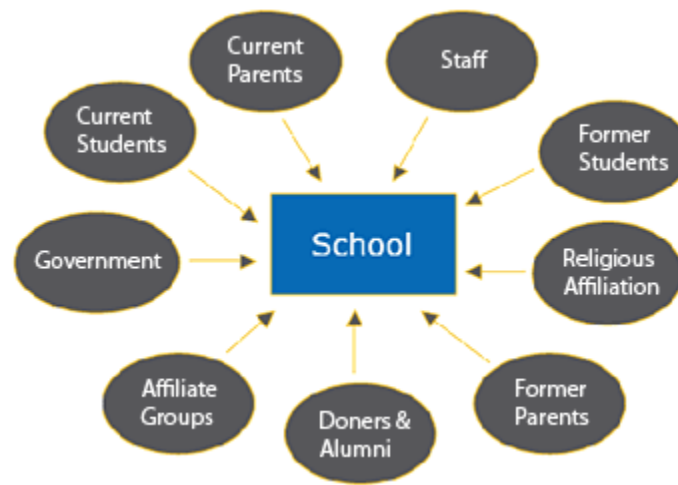 Current
Parents
Staff
Current
Students
Former
Students
School
Government
Religious
Affiliation
Affiliate
Groups
Doners &
Alumni
Former
Parents